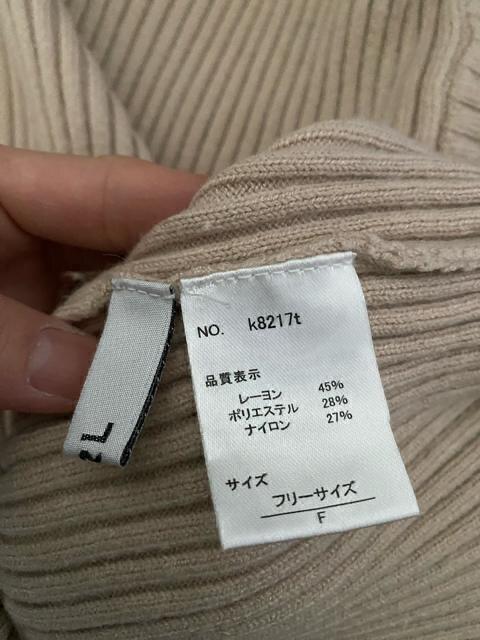 NO. k8217t
品質表示
レーヨン 45%
ポリエステル 28%
ナイロン 27%
サイズ
フリーサイズ
F